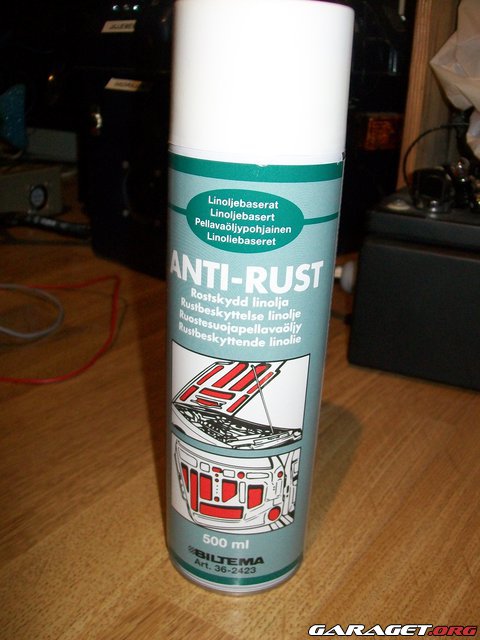 Linoljebaserat
Linoljebasert
Pellavaöljypohjainen
Linoliebaseret
ANTI-RUST
Rostskydd linolja
Rustbeskyttelse linolje
Ruostesuojapellavaöljy
Rustbeskyttende linolie
500 ml
BILTEMA
Art. 36-2423
GARAGET.ORG